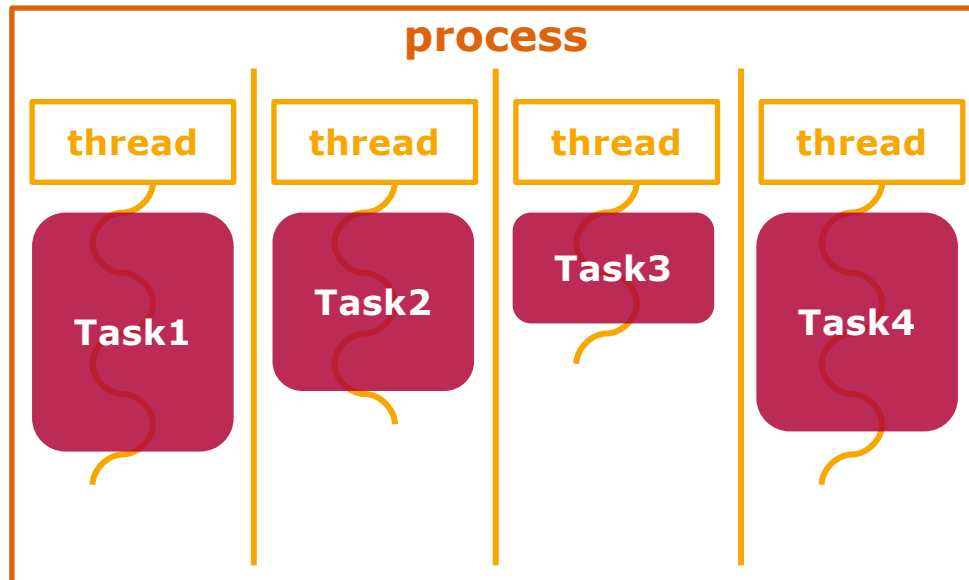 process
thread
thread
thread
thread
Task1
Task2
Task3
Task4